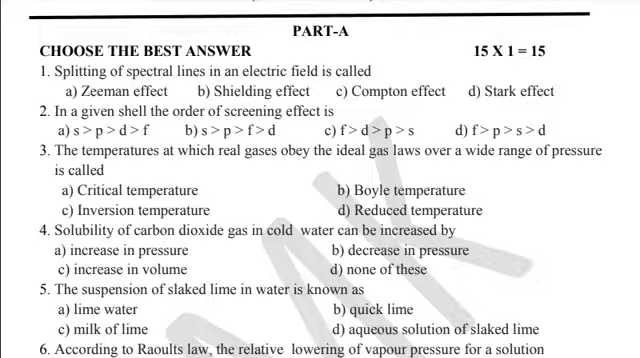 PART-A
CHOOSE THE BEST ANSWER 15 X 1 = 15
1. Splitting of spectral lines in an electric field is called
a) Zeeman effect b) Shielding effect c) Compton effect d) Stark effect
2. In a given shell the order of screening effect is
a) s > p > d > f b) s > p > f > d c) f > d > p > s d) f > p > s > d
3. The temperatures at which real gases obey the ideal gas laws over a wide range of pressure
is called
a) Critical temperature b) Boyle temperature
c) Inversion temperature d) Reduced temperature
4. Solubility of carbon dioxide gas in cold water can be increased by
a) increase in pressure b) decrease in pressure
c) increase in volume d) none of these
5. The suspension of slaked lime in water is known as
a) lime water b) quick lime
c) milk of lime d) aqueous solution of slaked lime
6. According to Raoults law, the relative lowering of vapour pressure for a solution